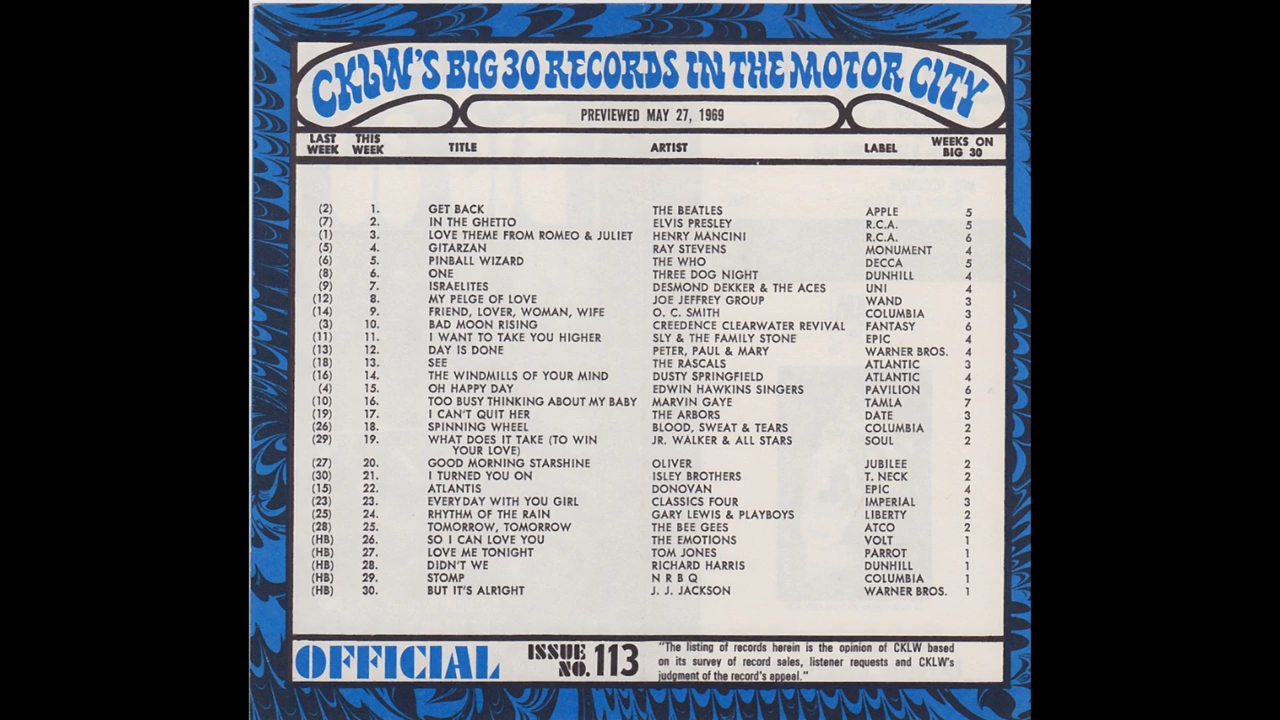 CKLW'S BIG 30 RECORDS IN THE MOTOR CITY
PREVIEWED MAY 27, 1969
LAST WEEK THIS WEEK TITLE ARTIST LABEL WEEKS ON BIG 30
(2) 1. GET BACK THE BEATLES APPLE 5
(7) 2. IN THE GHETTO ELVIS PRESLEY R.C.A. 5
(1) 3. LOVE THEME FROM ROMEO & JULIET HENRY MANCINI R.C.A. 6
(5) 4. GITARZAN RAY STEVENS MONUMENT 4
(6) 5. PINBALL WIZARD THE WHO DECCA 5
(8) 6. ONE THREE DOG NIGHT DUNHILL 4
(9) 7. ISRAELITES DESMOND DEKKER & THE ACES UNI 4
(12) 8. MY PELGE OF LOVE JOE JEFFREY GROUP WAND 3
(14) 9. FRIEND, LOVER, WOMAN, WIFE O. C. SMITH COLUMBIA 3
(3) 10. BAD MOON RISING CREEDENCE CLEARWATER REVIVAL FANTASY 6
(11) 11. I WANT TO TAKE YOU HIGHER SLY & THE FAMILY STONE EPIC 4
(13) 12. DAY IS DONE PETER, PAUL & MARY WARNER BROS. 4
(18) 13. SEE THE RASCALS ATLANTIC 3
(16) 14. THE WINDMILLS OF YOUR MIND DUSTY SPRINGFIELD ATLANTIC 4
(4) 15. OH HAPPY DAY EDWIN HAWKINS SINGERS PAVILION 6
(10) 16. TOO BUSY THINKING ABOUT MY BABY MARVIN GAYE TAMLA 7
(19) 17. I CAN'T QUIT HER THE ARBORS DATE 3
(26) 18. SPINNING WHEEL BLOOD, SWEAT & TEARS COLUMBIA 2
(29) 19. WHAT DOES IT TAKE (TO WIN JR. WALKER & ALL STARS SOUL 2
YOUR LOVE)
(27) 20. GOOD MORNING STARSHINE OLIVER JUBILEE 2
(30) 21. I TURNED YOU ON ISLEY BROTHERS T. NECK 2
(15) 22. ATLANTIS DONOVAN EPIC 4
(23) 23. EVERYDAY WITH YOU GIRL CLASSICS FOUR IMPERIAL 3
(25) 24. RHYTHM OF THE RAIN GARY LEWIS & PLAYBOYS LIBERTY 2
(28) 25. TOMORROW, TOMORROW THE BEE GEES ATCO 2
(HB) 26. SO I CAN LOVE YOU THE EMOTIONS VOLT 1
(HB) 27. LOVE ME TONIGHT TOM JONES PARROT 1
(HB) 28. DIDN'T WE RICHARD HARRIS DUNHILL 1
(HB) 29. STOMP N R B Q COLUMBIA 1
(HB) 30. BUT IT'S ALRIGHT J. J. JACKSON WARNER BROS. 1
OFFICIAL ISSUE NO. 113
"The listing of records herein is the opinion of CKLW based
on its survey of record sales, listener requests and CKLW's
judgment of the record's appeal."